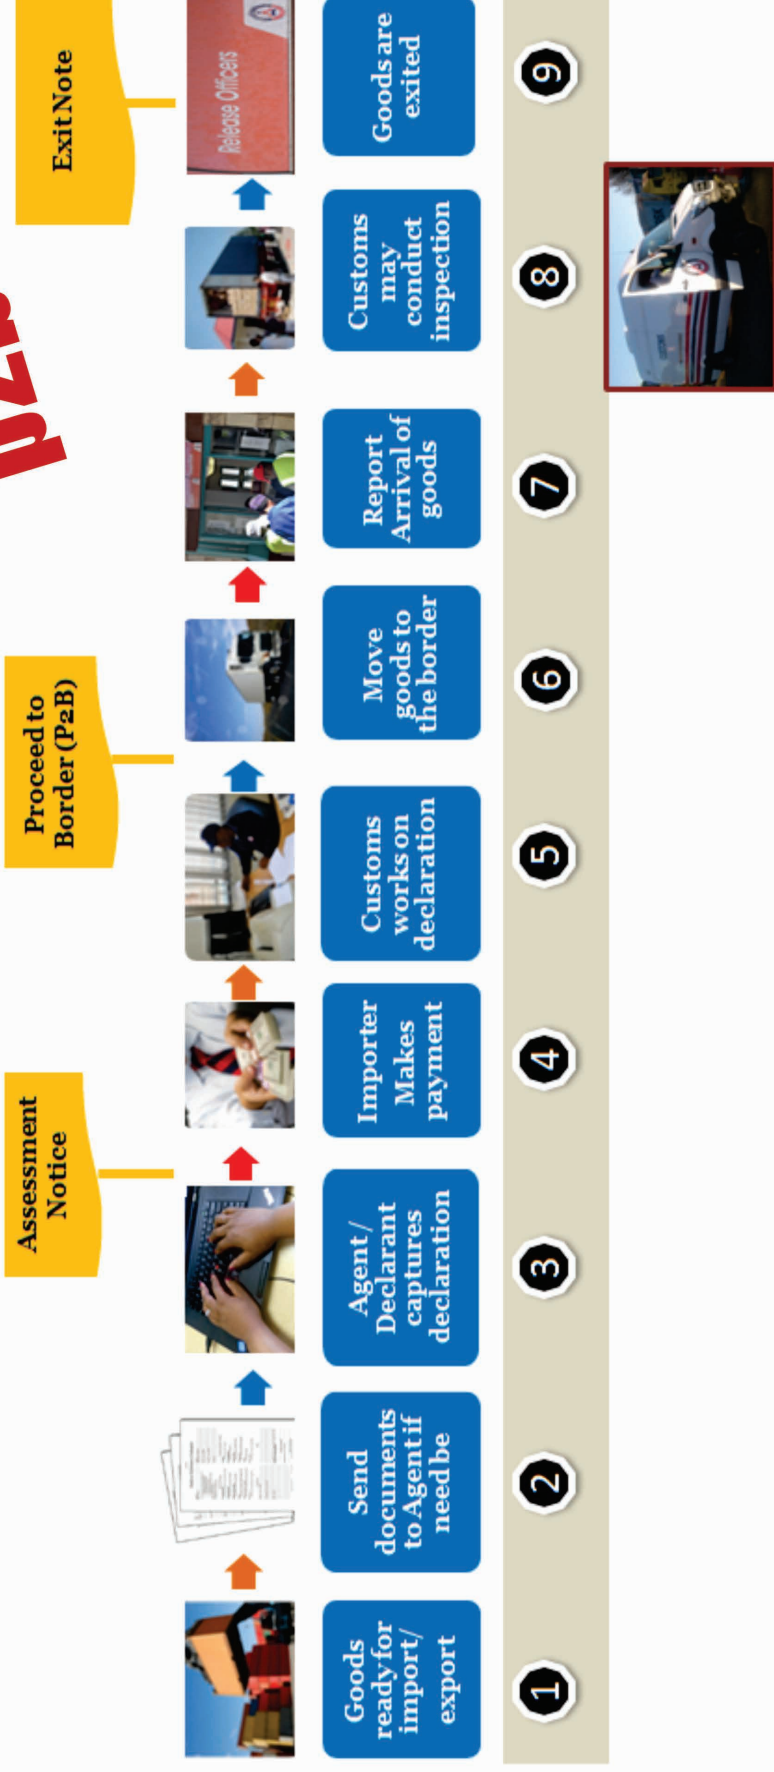 p2b
Assessment
Notice
Proceed to
Border (P2B)
Exit Note
Release Officers
Goods
ready for
import/
export
Send
documents
to Agent if
need be
Agent /
Declarant
captures
declaration
Importer
Makes
payment
Customs
works on
declaration
Move
goods to
the border
Report
Arrival of
goods
Customs
may
conduct
inspection
Goods are
exited
1
2
3
4
5
6
7
8
9